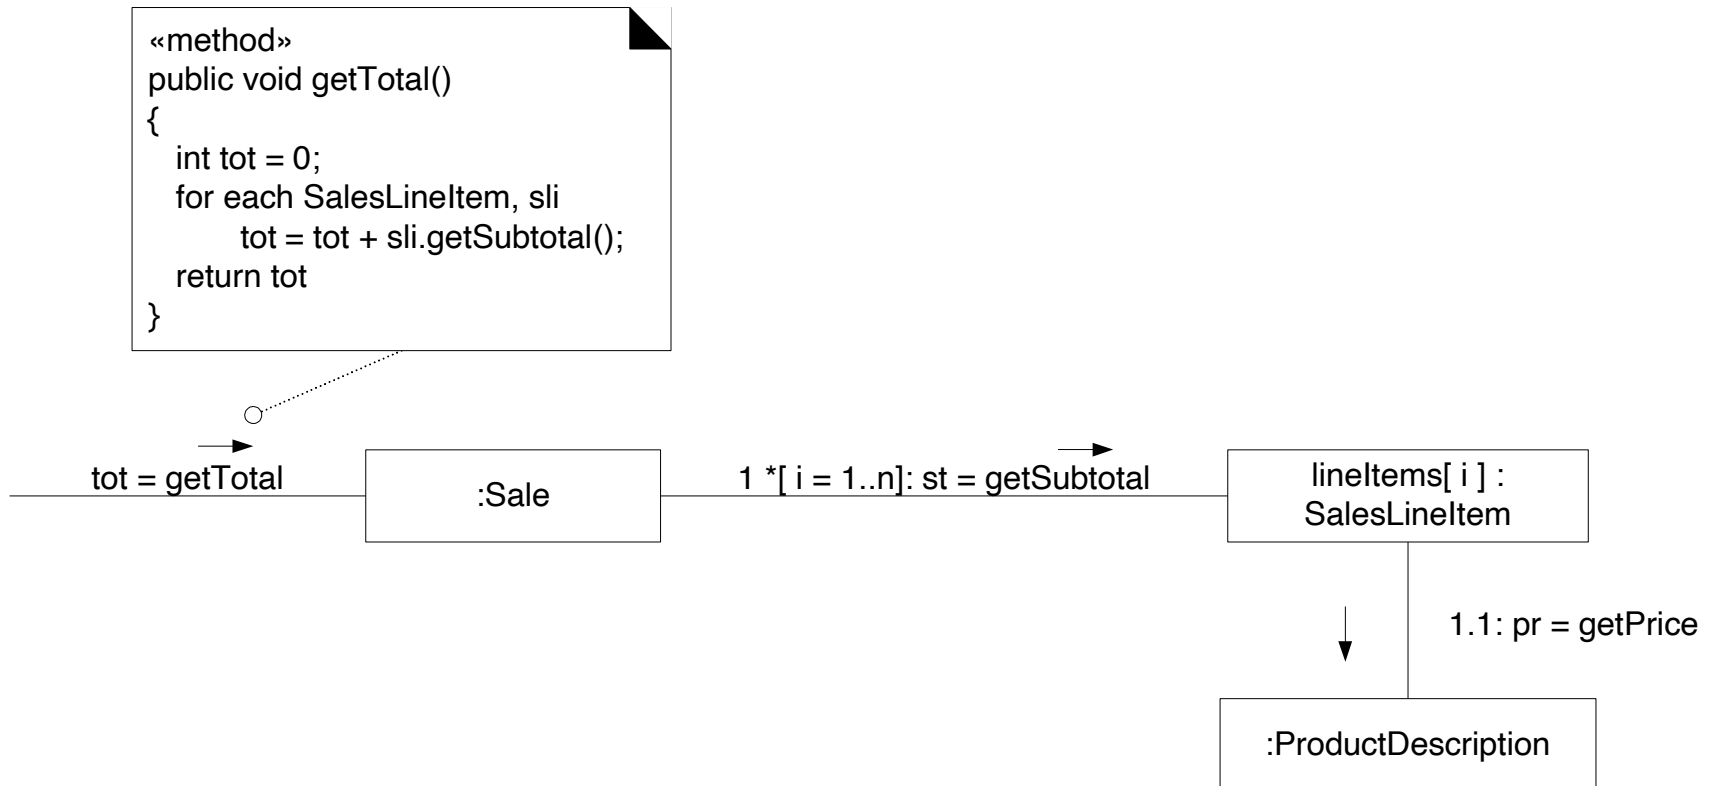 «method»
public void getTotal()
{
int tot = 0;
for each SalesLineItem, sli
tot = tot + sli.getSubtotal();
return tot
}
tot = getTotal
:Sale
1 *[ i = 1..n]: st = getSubtotal
lineItems[ i ] :
SalesLineItem
1.1: pr = getPrice
:ProductDescription